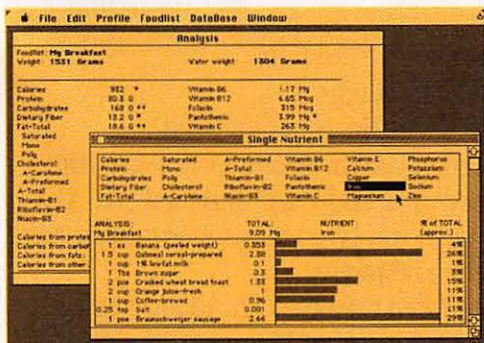 File Edit Profile Foodlist DataBase Window
Analysis
Foodlist: My Breakfast
Weight: 1531 Grams Water weight: 1304 Grams
Calories 932 * Vitamin B6 1.17 Mg
Protein 30.3 G Vitamin B12 6.65 Mcg
Carbohydrates 168 G ** Folacin 315 Mcg
Dietary Fiber 13.2 G * Pantothenic 3.99 Mg *
Fat-Total 18.6 G ** Vitamin C 263 Mg
Saturated
Mono
Poly
Cholesterol
A-Carotene
A-Preformed
A-Total
Thiamin-B1
Riboflavin-B2
Niacin-B3
Calories from protein
Calories from carbo
Calories from fats:
Calories from other
Single Nutrient
Calories Saturated A-Preformed Vitamin B6 Vitamin E Phosphorus
Protein Mono A-Total Vitamin B12 Calcium Potassium
Carbohydrates Poly Thiamin-B1 Folacin Copper Selenium
Dietary Fiber Cholesterol Riboflavin-B2 Pantothenic Iron Sodium
Fat-Total A-Carotene Niacin-B3 Vitamin C Magnesium Zinc
ANALYSIS: TOTAL: NUTRIENT % of TOTAL
My Breakfast 9.09 Mg Iron (approx.)
1 ea Banana (peeled weight) 0.353 4%
1.5 cup Oatmeal cereal-prepared 2.38 26%
1 cup 1% lowfat milk 0.1 1%
1 Tbs Brown sugar 0.3 3%
2 pce Cracked wheat bread toast 1.33 15%
2 cup Orange juice-fresh 1 11%
1 cup Coffee-brewed 0.96 11%
0.25 tsp Salt 0.001
1 pce Braunschweiger sausage 2.66 29%